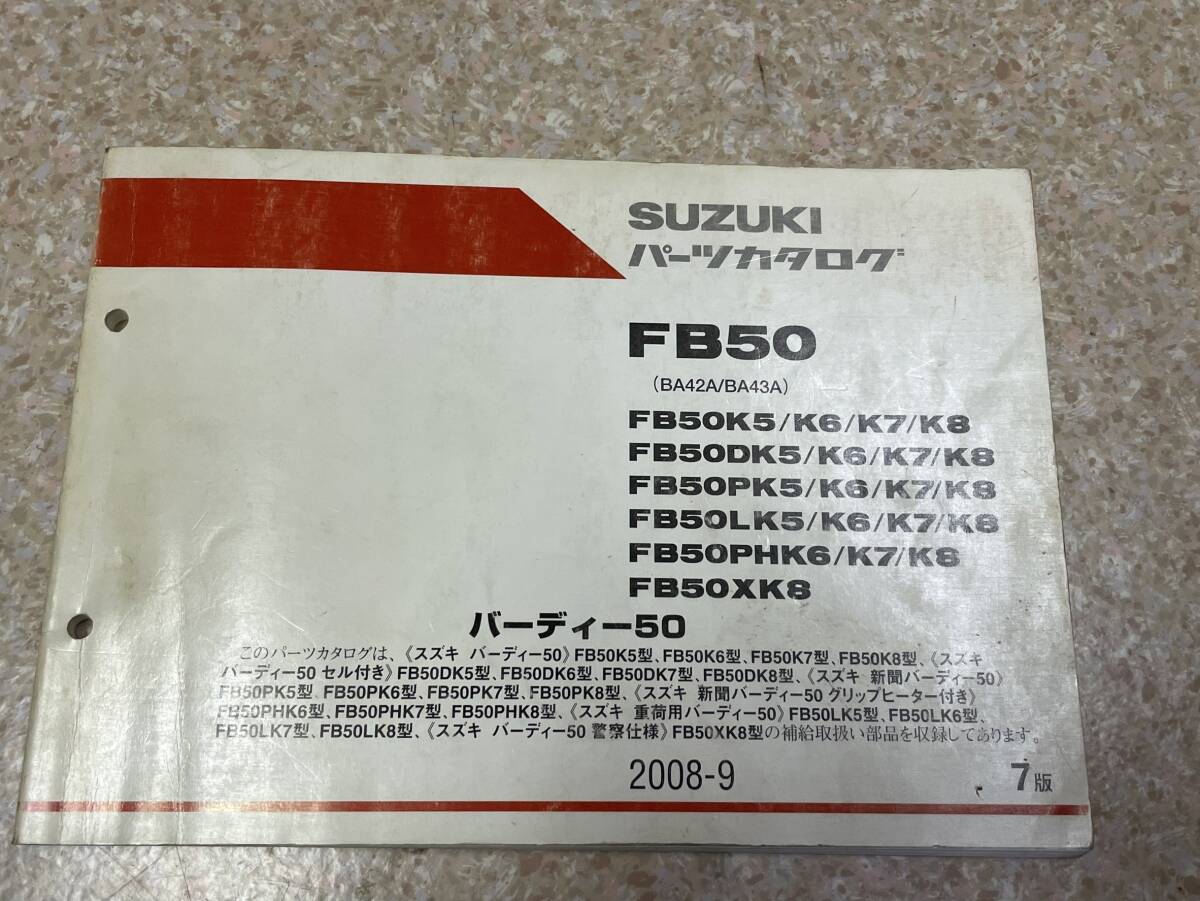 SUZUKI
パーツカタログ
FB50
(BA42A/BA43A)
FB50K5/K6/K7/K8
FB50DK5/K6/K7/K8
FB50PK5/K6/K7/K8
FB50LK5/K6/K7/K8
FB50PHK6/K7/K8
FB50XK8
バーディー50
このパーツカタログは、《スズキ バーディー50》FB50K5型、FB50K6型、FB50K7型、FB50K8型、《スズキ
バーディー50 セル付き》FB50DK5型、FB50DK6型、FB50DK7型、FB50DK8型、《スズキ 新聞バーディー50》
FB50PK5型、FB50PK6型、FB50PK7型、FB50PK8型、《スズキ 新聞バーディー50 グリップヒーター付き》
FB50PHK6型、FB50PHK7型、FB50PHK8型、《スズキ 重荷用バーディー50》FB50LK5型、FB50LK6型、
FB50LK7型、FB50LK8型、《スズキ バーディー50 警察仕様》FB50XK8型の補給取扱い部品を収録してあります。
2008-9
7版